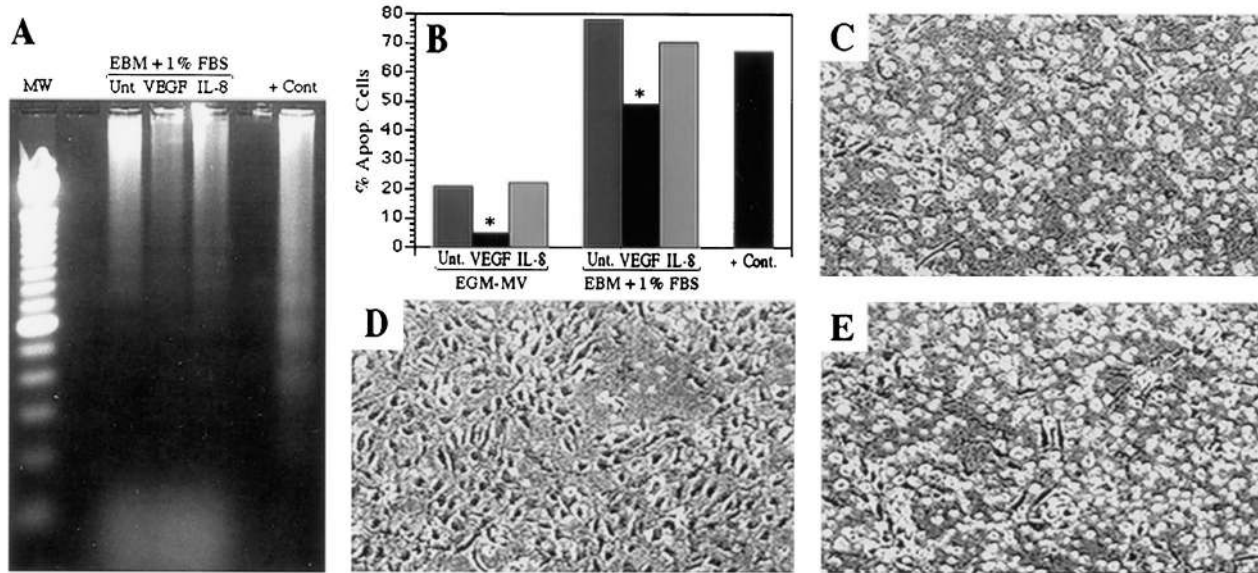 A
EBM + 1% FBS
MW Unt VEGF IL-8 + Cont
B
% Apop. Cells
80
70
60
50
40
30
20
10
0
* *
Unt. VEGF IL-8 Unt. VEGF IL-8 + Cont.
EGM-MV EBM + 1% FBS
C
D
E